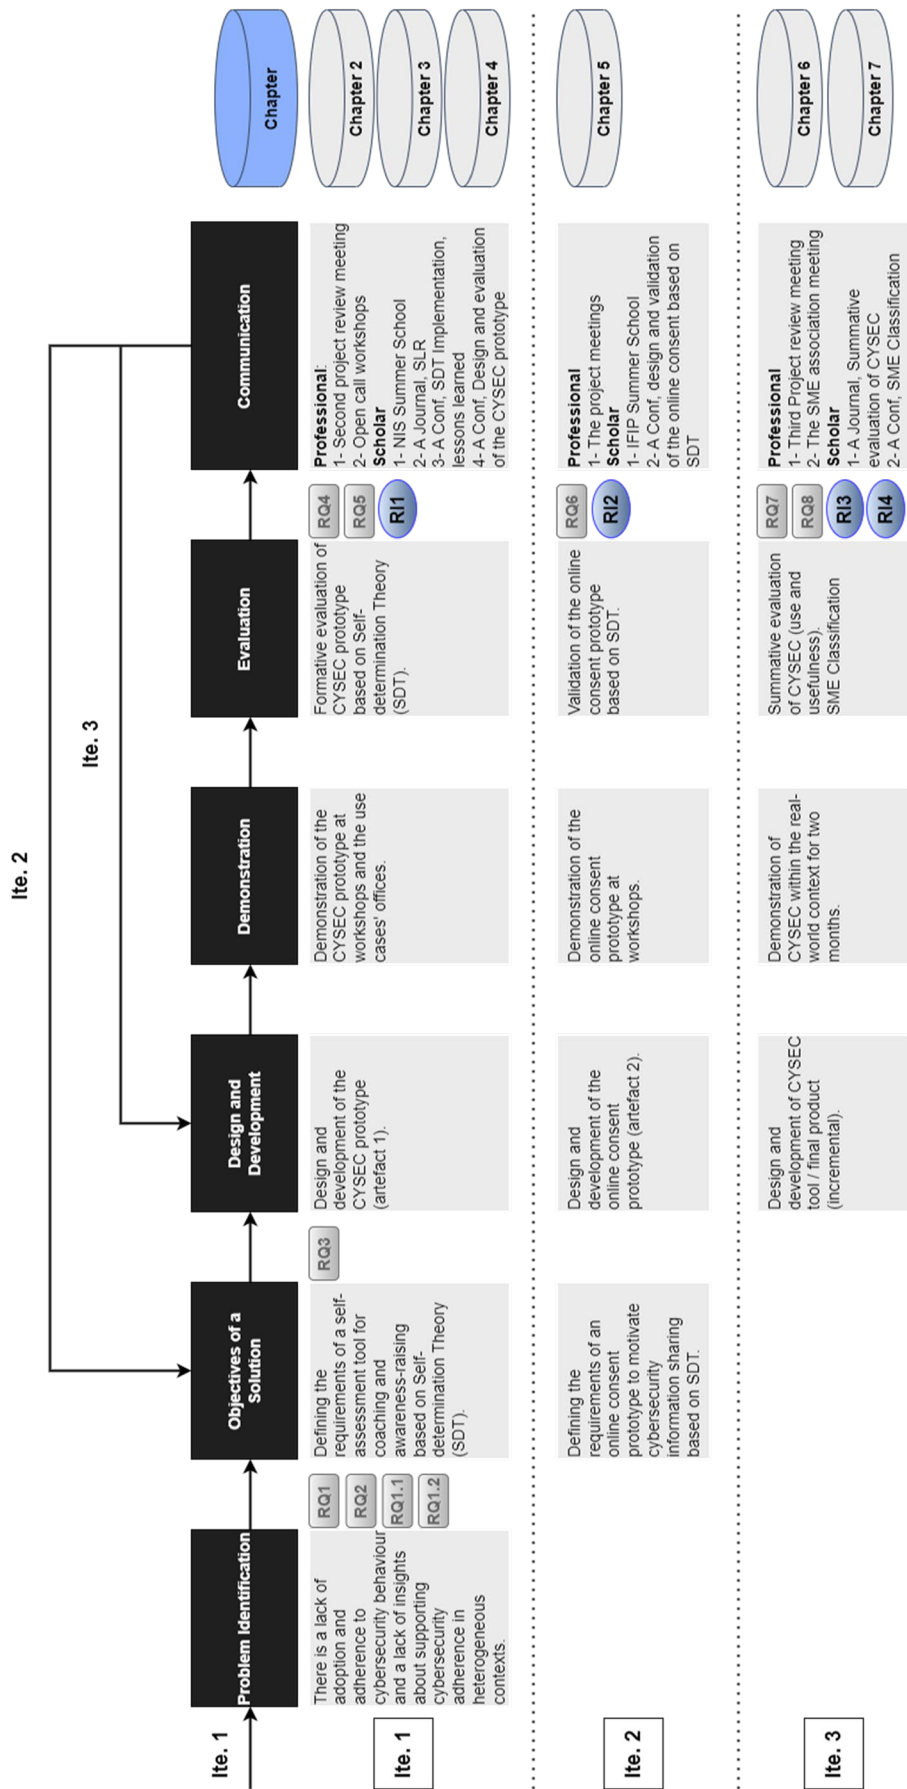 Ite. 2
Ite. 3
Ite. 1
Problem Identification
Objectives of a
Solution
Design and
Development
Demonstration
Evaluation
Communication
Chapter
Ite. 1
There is a lack of
adoption and
adherence to
cybersecurity behaviour
and a lack of insights
about supporting
cybersecurity
adherence in
heterogeneous
contexts.
RQ1
RQ2
RQ1.1
RQ1.2
Defining the
requirements of a self-
assessment tool for
coaching and
awareness-raising
based on Self-
determination Theory
(SDT).
RQ3
Design and
development of the
CYSEC prototype
(artefact 1).
Demonstration of the
CYSEC prototype at
workshops and the use
cases' offices.
Formative evaluation of
CYSEC prototype
based on Self-
determination Theory
(SDT).
RQ4
RQ5
RI1
Professional:
1- Second project review meeting
2- Open call workshops
Scholar
1- NIS Summer School
2- A Journal, SLR
3- A Conf, SDT Implementation,
lessons learned
4- A Conf, Design and evaluation
of the CYSEC prototype
Chapter 2
Chapter 3
Chapter 4
Ite. 2
Defining the
requirements of an
online consent
prototype to motivate
cybersecurity
information sharing
based on SDT.
Design and
development of the
online consent
prototype (artefact 2).
Demonstration of the
online consent
prototype at
workshops.
Validation of the online
consent prototype
based on SDT.
RQ6
RI2
Professional
1- The project meetings
Scholar
1- IFIP Summer School
2- A Conf, design and validation
of the online consent based on
SDT
Chapter 5
Ite. 3
Design and
development of CYSEC
tool / final product
(incremental).
Demonstration of
CYSEC within the real-
world context for two
months.
Summative evaluation
of CYSEC (use and
usefulness).
SME Classification
RQ7
RQ8
RI3
RI4
Professional
1- Third Project review meeting
2- The SME association meeting
Scholar
1- A Journal, Summative
evaluation of CYSEC
2- A Conf, SME Classification
Chapter 6
Chapter 7